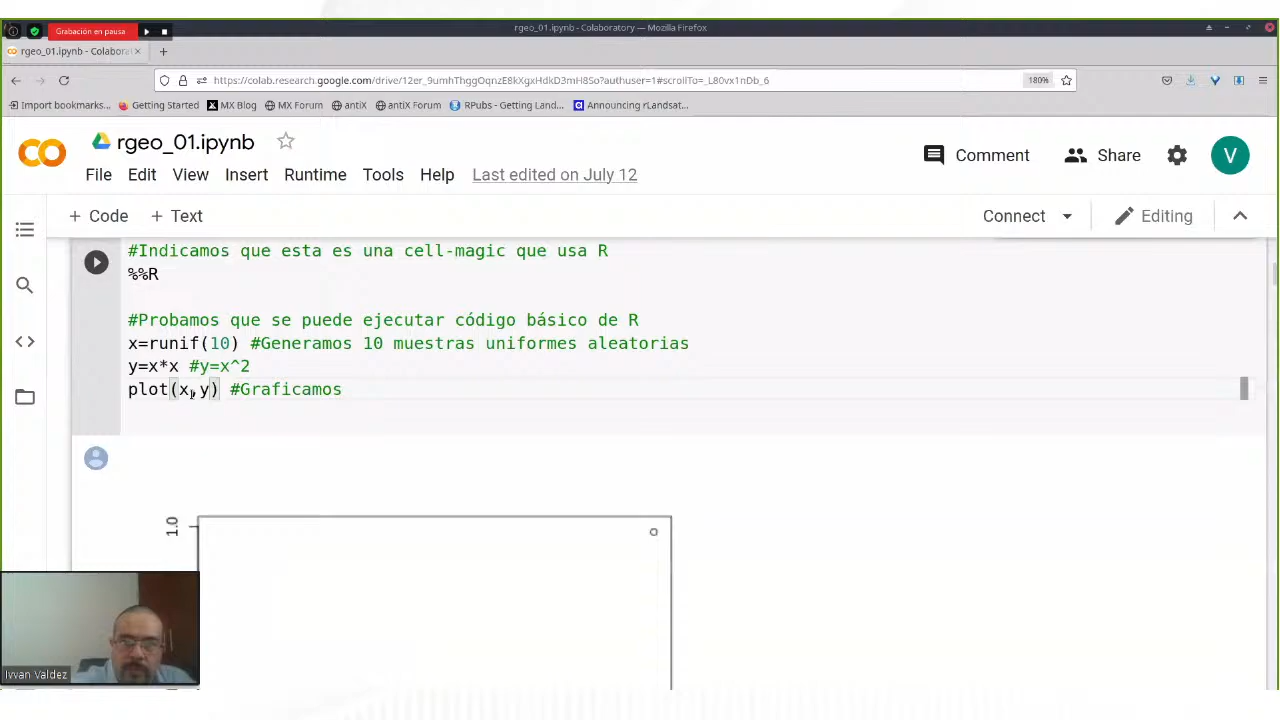 Grabación en pausa
rgeo_01.ipynb - Colaboratory — Mozilla Firefox
rgeo_01.ipynb - Colaborat
https://colab.research.google.com/drive/12er_9umhThggOqnzE8kXgxHdkD3mH8So?authuser=1#scrollTo=_L80vx1nDb_6
180%
Import bookmarks... Getting Started MX Blog MX Forum antiX antiX Forum RPubs - Getting Land... Announcing rLandsat...
rgeo_01.ipynb
Comment Share V
File Edit View Insert Runtime Tools Help Last edited on July 12
+ Code + Text Connect Editing
#Indicamos que esta es una cell-magic que usa R
%%R
#Probamos que se puede ejecutar código básico de R
x=runif(10) #Generamos 10 muestras uniformes aleatorias
y=x*x #y=x^2
plot(x,y) #Graficamos
1.0
Ivvan Valdez